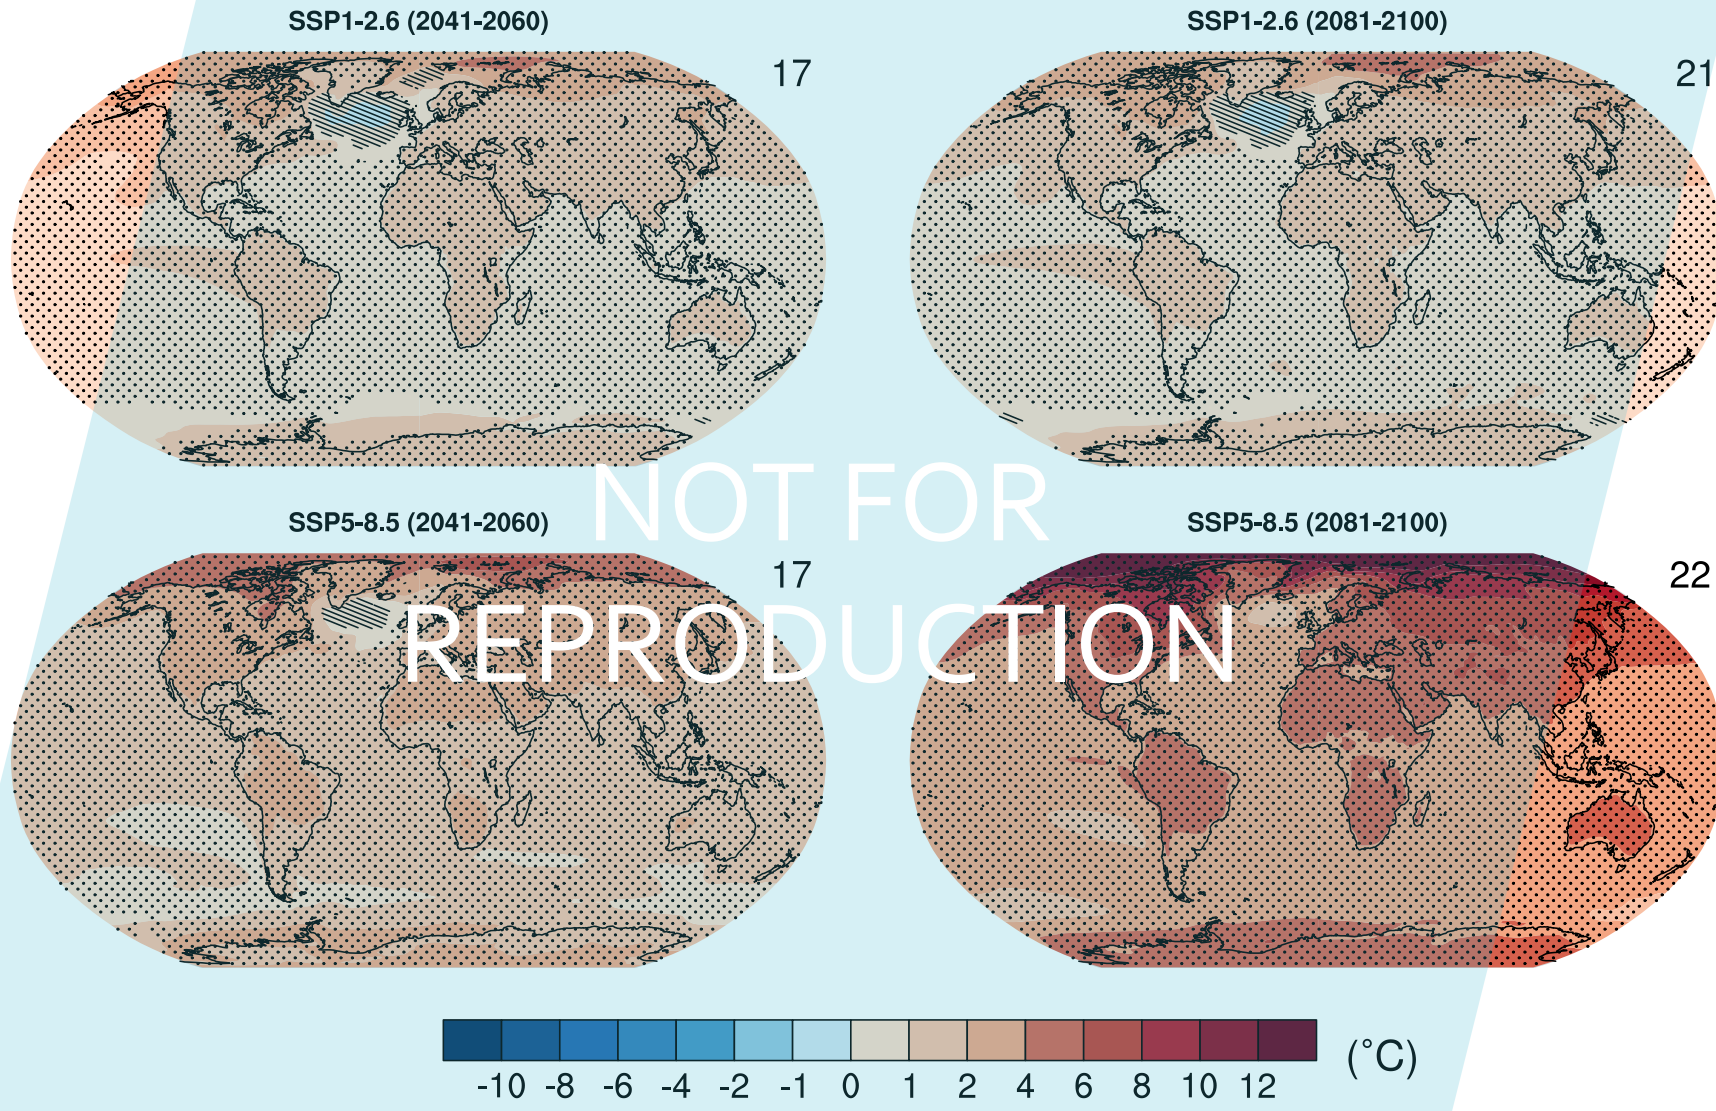 SSP1-2.6 (2041-2060)
17
SSP1-2.6 (2081-2100)
21
NOT FOR
REPRODUCTION
SSP5-8.5 (2041-2060)
17
SSP5-8.5 (2081-2100)
22
-10 -8 -6 -4 -2 -1 0 1 2 4 6 8 10 12
(°C)